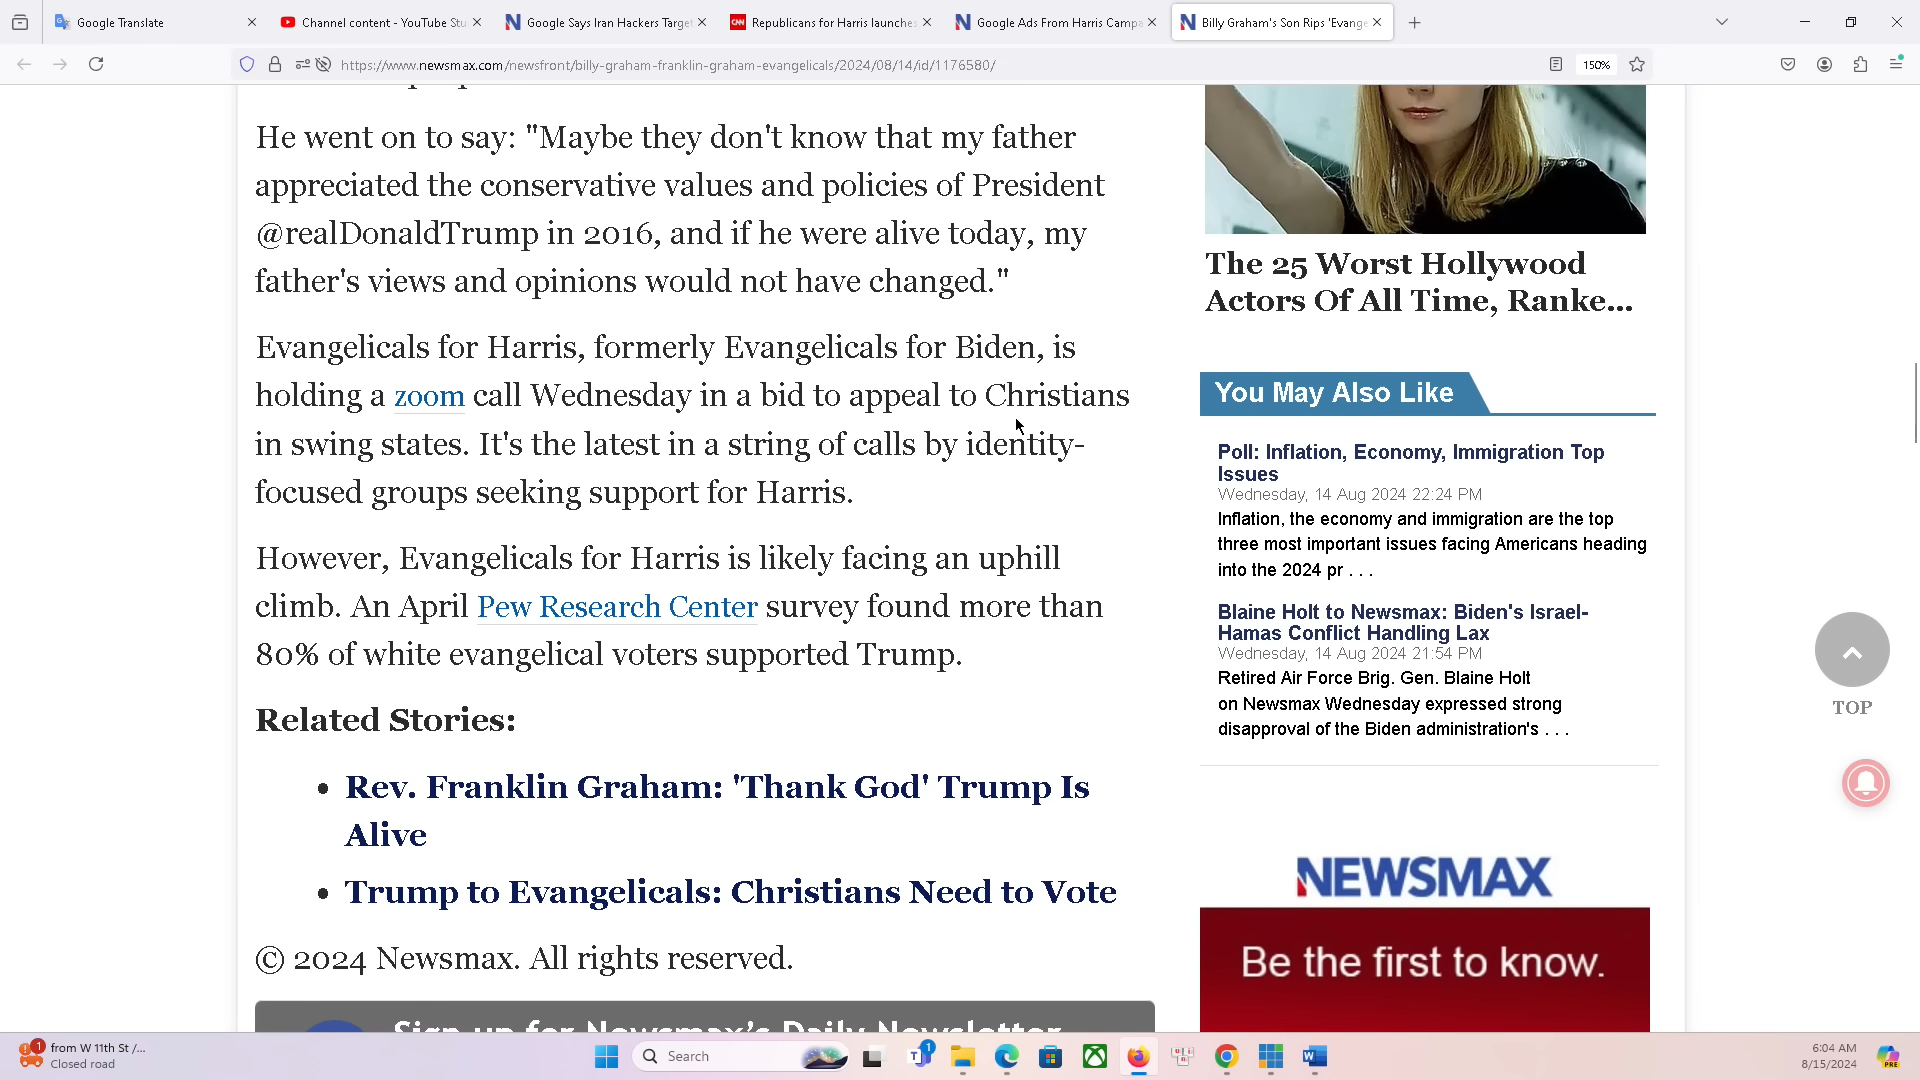 Google Translate
Channel content - YouTube Stu
Google Says Iran Hackers Target
Republicans for Harris launches
Google Ads From Harris Campa
Billy Graham's Son Rips 'Evange
https://www.newsmax.com/newsfront/billy-graham-franklin-graham-evangelicals/2024/08/14/id/1176580/
150%
He went on to say: "Maybe they don't know that my father
appreciated the conservative values and policies of President
@realDonaldTrump in 2016, and if he were alive today, my
father's views and opinions would not have changed."
Evangelicals for Harris, formerly Evangelicals for Biden, is
holding a zoom call Wednesday in a bid to appeal to Christians
in swing states. It's the latest in a string of calls by identity-
focused groups seeking support for Harris.
However, Evangelicals for Harris is likely facing an uphill
climb. An April Pew Research Center survey found more than
80% of white evangelical voters supported Trump.
Related Stories:
• Rev. Franklin Graham: 'Thank God' Trump Is
Alive
• Trump to Evangelicals: Christians Need to Vote
© 2024 Newsmax. All rights reserved.
Sign up for Newsmax's Daily Newsletter
The 25 Worst Hollywood
Actors Of All Time, Ranke...
You May Also Like
Poll: Inflation, Economy, Immigration Top
Issues
Wednesday, 14 Aug 2024 22:24 PM
Inflation, the economy and immigration are the top
three most important issues facing Americans heading
into the 2024 pr . . .
Blaine Holt to Newsmax: Biden's Israel-
Hamas Conflict Handling Lax
Wednesday, 14 Aug 2024 21:54 PM
Retired Air Force Brig. Gen. Blaine Holt
on Newsmax Wednesday expressed strong
disapproval of the Biden administration's . . .
NEWSMAX
Be the first to know.
TOP
1
from W 11th St /...
Closed road
Search
1
6:04 AM
8/15/2024
PRE